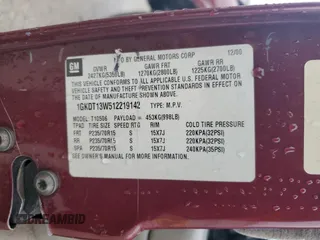 GM
MFD BY GENERAL MOTORS CORP
12/00
GVWR GAWR FRT GAWR RR
2427KG(5350LB) 1270KG(2800LB) 1225KG(2700LB)
THIS VEHICLE CONFORMS TO ALL APPLICABLE U.S. FEDERAL MOTOR
VEHICLE SAFETY AND THEFT PREVENTION STANDARDS IN EFFECT ON
THE DATE OF MANUFACTURE SHOWN ABOVE.
1GKDT13W512219142 TYPE: M.P.V.
MODEL: T10506 PAYLOAD = 453KG(998LB)
TIRE SIZE SPEED RTG RIM COLD TIRE PRESSURE
FRT P235/70R15 S 15X7J 220KPA(32PSI)
RR P235/70R15 S 15X7J 220KPA(32PSI)
SPA P235/70R15 S 15X7J 240KPA(35PSI)
SEE OWNER'S MANUAL FOR MORE INFORMATION.
DREAMBID